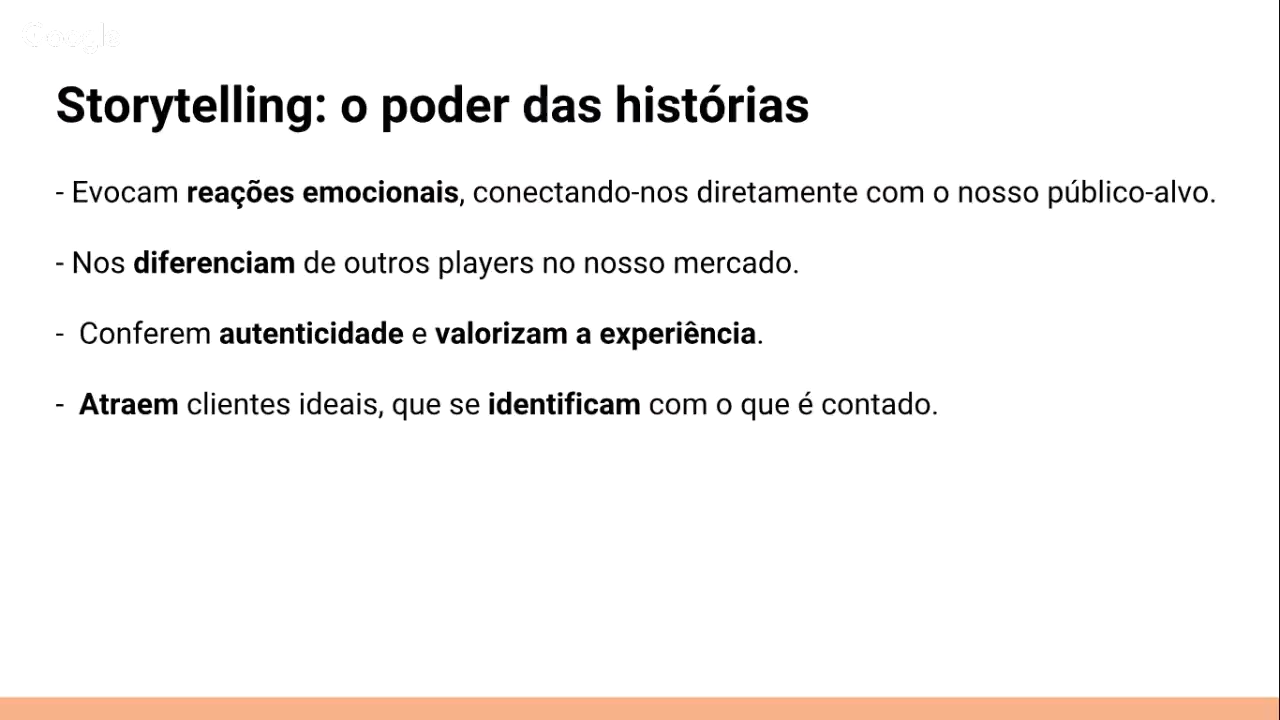 Google
Storytelling: o poder das histórias
- Evocam reações emocionais, conectando-nos diretamente com o nosso público-alvo.
- Nos diferenciam de outros players no nosso mercado.
- Conferem autenticidade e valorizam a experiência.
- Atraem clientes ideais, que se identificam com o que é contado.